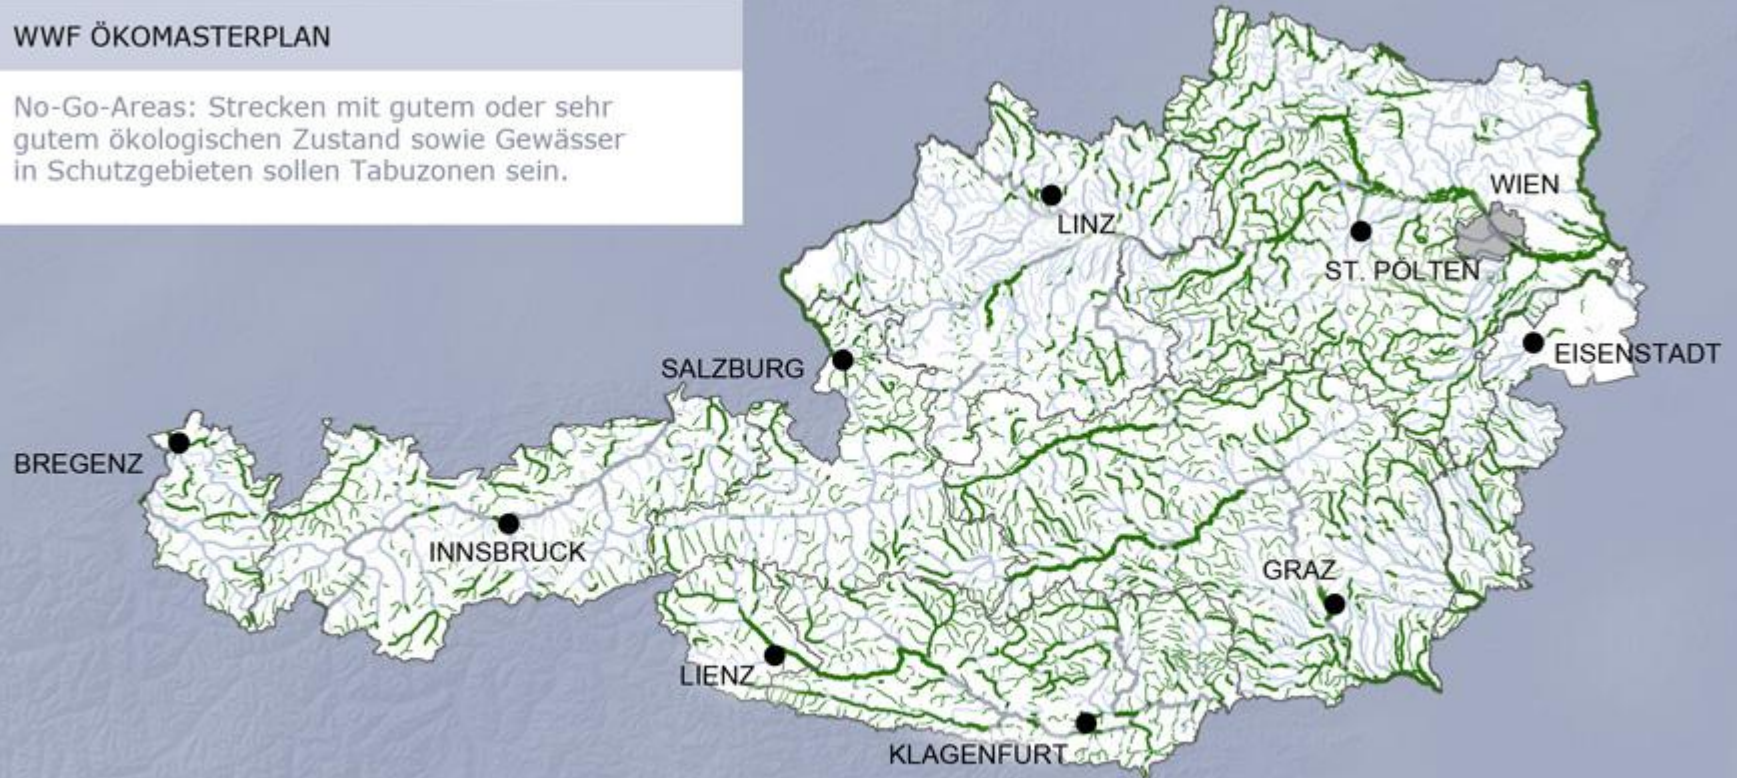 WWF ÖKOMASTERPLAN
No-Go-Areas: Strecken mit gutem oder sehr
gutem ökologischen Zustand sowie Gewässer
in Schutzgebieten sollen Tabuzonen sein.
WIEN
LINZ
ST. PÖLTEN
EISENSTADT
SALZBURG
BREGENZ
INNSBRUCK
GRAZ
LIENZ
KLAGENFURT